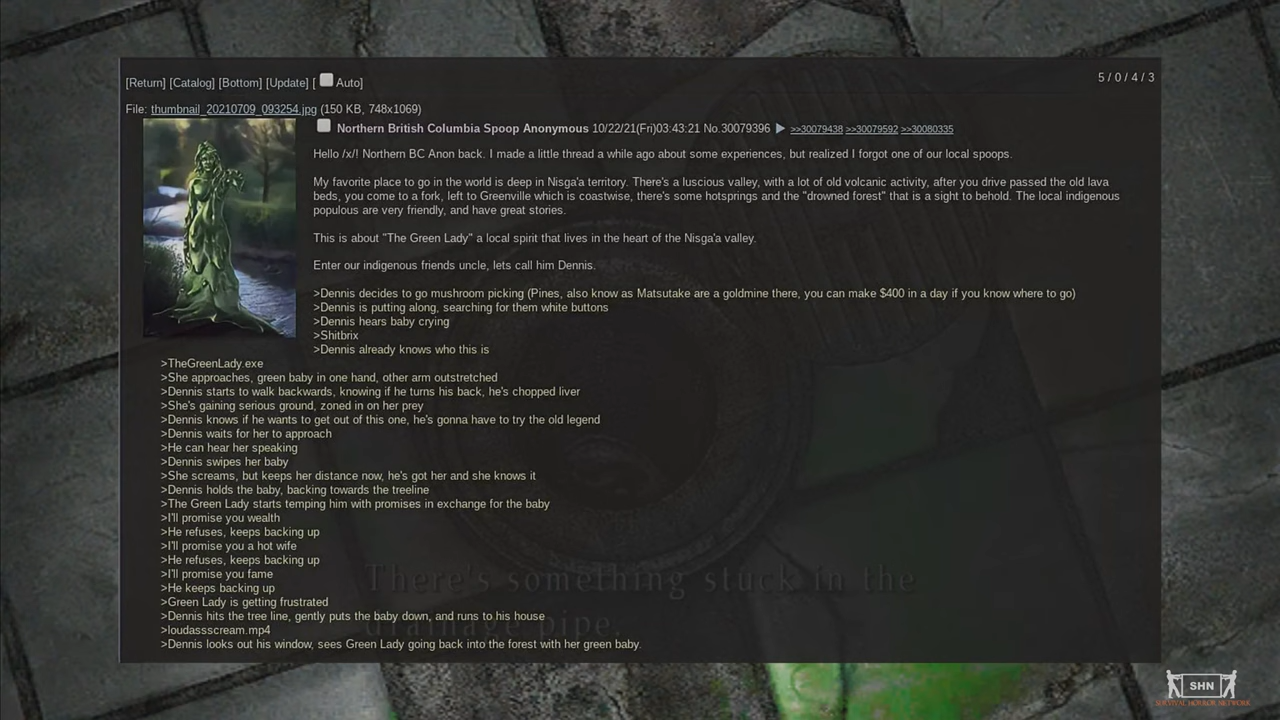 [Return] [Catalog] [Bottom] [Update] [ Auto]
5 / 0 / 4 / 3
File: thumbnail_20210709_093254.jpg (150 KB, 748x1069)
Northern British Columbia Spoop Anonymous 10/22/21(Fri)03:43:21 No.30079396 ▶ >>30079438 >>30079592 >>30080335
Hello /x/! Northern BC Anon back. I made a little thread a while ago about some experiences, but realized I forgot one of our local spoops.
My favorite place to go in the world is deep in Nisga'a territory. There's a luscious valley, with a lot of old volcanic activity, after you drive passed the old lava
beds, you come to a fork, left to Greenville which is coastwise, there's some hotsprings and the "drowned forest" that is a sight to behold. The local indigenous
populous are very friendly, and have great stories.
This is about "The Green Lady" a local spirit that lives in the heart of the Nisga'a valley.
Enter our indigenous friends uncle, lets call him Dennis.
>Dennis decides to go mushroom picking (Pines, also know as Matsutake are a goldmine there, you can make $400 in a day if you know where to go)
>Dennis is putting along, searching for them white buttons
>Dennis hears baby crying
>Shitbrix
>Dennis already knows who this is
>TheGreenLady.exe
>She approaches, green baby in one hand, other arm outstretched
>Dennis starts to walk backwards, knowing if he turns his back, he's chopped liver
>She's gaining serious ground, zoned in on her prey
>Dennis knows if he wants to get out of this one, he's gonna have to try the old legend
>Dennis waits for her to approach
>He can hear her speaking
>Dennis swipes her baby
>She screams, but keeps her distance now, he's got her and she knows it
>Dennis holds the baby, backing towards the treeline
>The Green Lady starts temping him with promises in exchange for the baby
>I'll promise you wealth
>He refuses, keeps backing up
>I'll promise you a hot wife
>He refuses, keeps backing up
>I'll promise you fame
>He keeps backing up
>Green Lady is getting frustrated
>Dennis hits the tree line, gently puts the baby down, and runs to his house
>loudassscream.mp4
>Dennis looks out his window, sees Green Lady going back into the forest with her green baby.
There's something stuck in the
drainage pipe.
SHN
SURVIVAL HORROR NETWORK